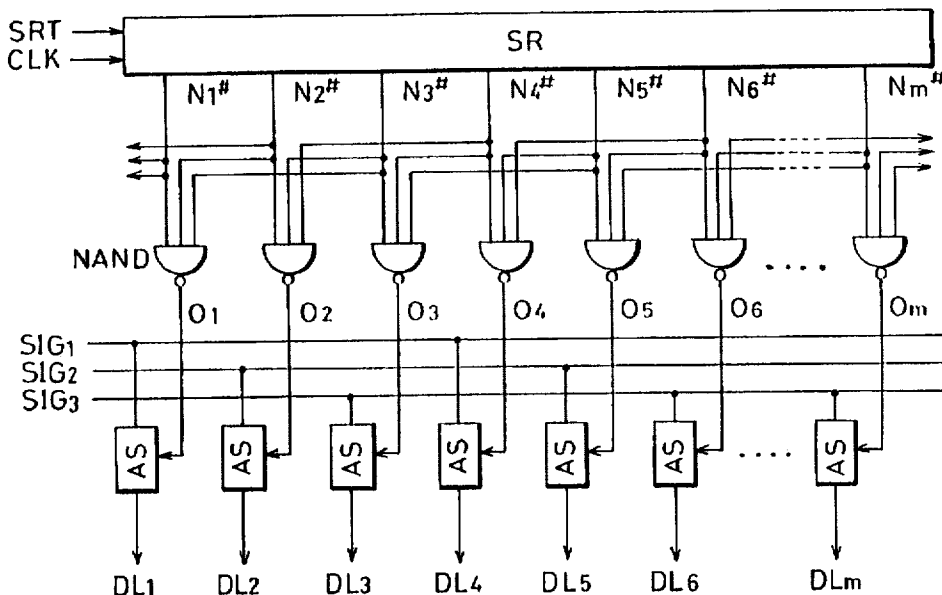 SRT
CLK
SR
N1# N2# N3# N4# N5# N6# Nm#
NAND
....
O1 O2 O3 O4 O5 O6 Om
SIG1
SIG2
SIG3
AS AS AS AS AS AS .... AS
DL1 DL2 DL3 DL4 DL5 DL6 DLm